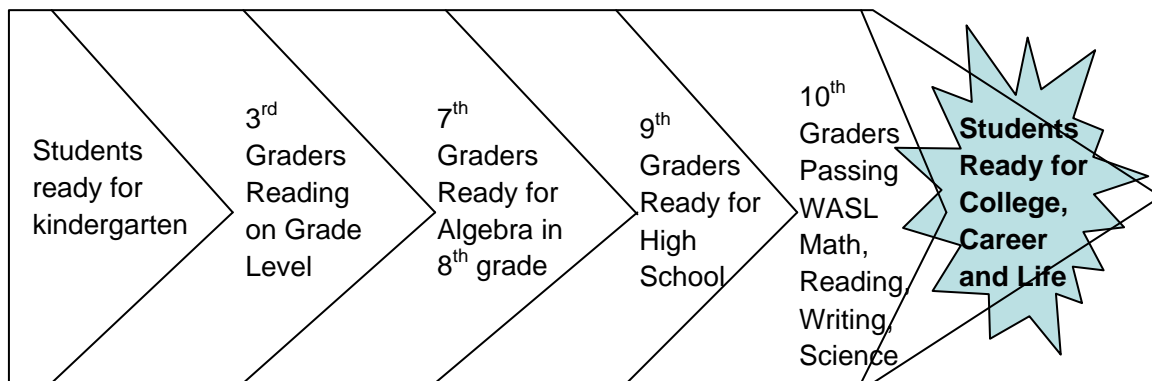 Students
ready for
kindergarten
3rd
Graders
Reading
on Grade
Level
7th
Graders
Ready for
Algebra in
8th grade
9th
Graders
Ready for
High
School
10th
Graders
Passing
WASL
Math,
Reading,
Writing,
Science
Students
Ready for
College,
Career
and Life